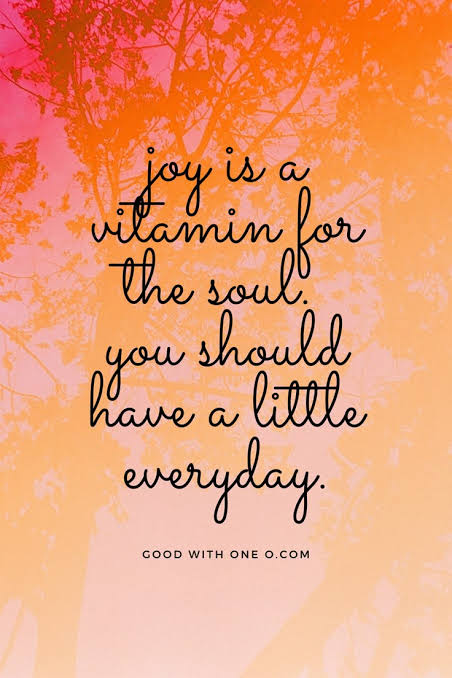 joy is a
vitamin for
the soul.
you should
have a little
everyday.
GOOD WITH ONE O.COM